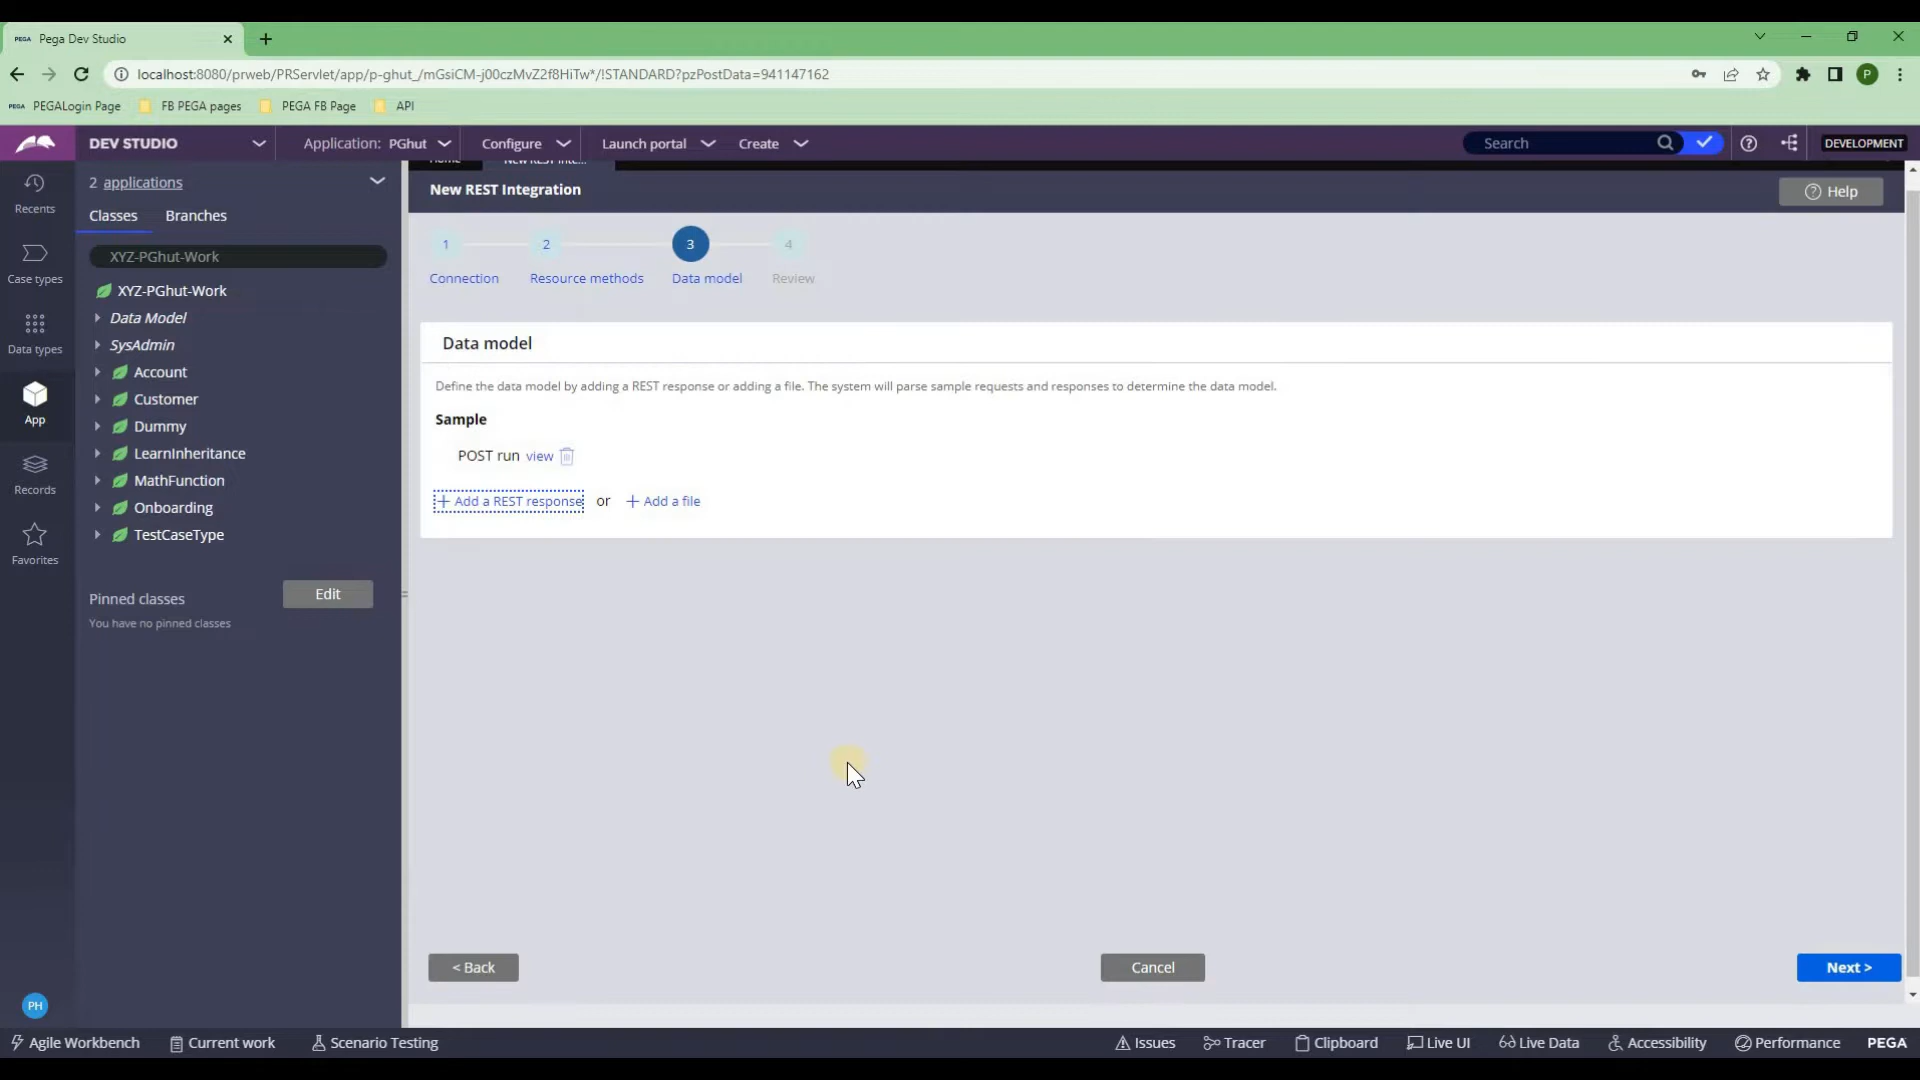 PEGA Pega Dev Studio
localhost:8080/prweb/PRServlet/app/p-ghut_/mGsiCM-j00czMvZ2f8HiTw*/!STANDARD?pzPostData=941147162
P
PEGA PEGALogin Page FB PEGA pages PEGA FB Page API
DEV STUDIO Application: PGhut Configure Launch portal Create Search DEVELOPMENT
Home New REST Inte...
Recents
Case types
Data types
App
Records
Favorites
PH
2 applications
Classes Branches
XYZ-PGhut-Work
XYZ-PGhut-Work
Data Model
SysAdmin
Account
Customer
Dummy
LearnInheritance
MathFunction
Onboarding
TestCaseType
Pinned classes Edit
You have no pinned classes
New REST Integration Help
1 2 3 4
Connection Resource methods Data model Review
Data model
Define the data model by adding a REST response or adding a file. The system will parse sample requests and responses to determine the data model.
Sample
POST run view
+ Add a REST response or + Add a file
< Back Cancel Next >
Agile Workbench Current work Scenario Testing Issues Tracer Clipboard Live UI Live Data Accessibility Performance PEGA